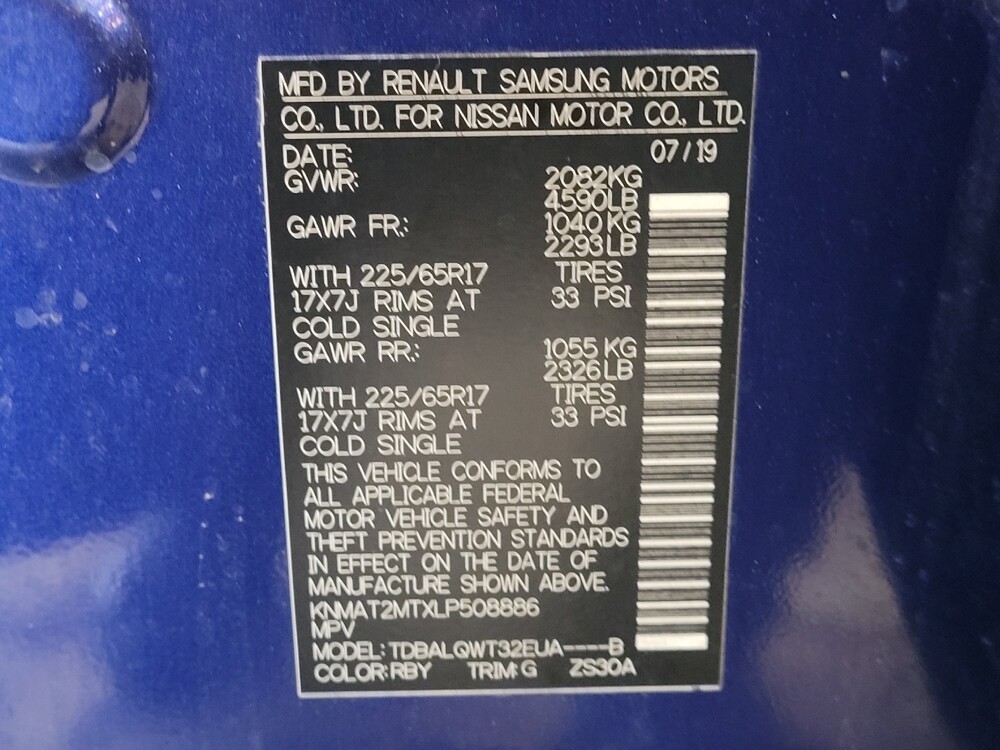 MFD BY RENAULT SAMSUNG MOTORS
CO., LTD. FOR NISSAN MOTOR CO., LTD.
DATE: 07/19
GVWR: 2082KG
4590LB
GAWR FR.: 1040KG
2293LB
WITH 225/65R17 TIRES
17X7J RIMS AT 33 PSI
COLD SINGLE
GAWR RR.: 1055 KG
2326LB
WITH 225/65R17 TIRES
17X7J RIMS AT 33 PSI
COLD SINGLE
THIS VEHICLE CONFORMS TO
ALL APPLICABLE FEDERAL
MOTOR VEHICLE SAFETY AND
THEFT PREVENTION STANDARDS
IN EFFECT ON THE DATE OF
MANUFACTURE SHOWN ABOVE.
KNMAT2MTXLP508886
MPV
MODEL: TDBALQWT32EUA----B
COLOR:RBY TRIM:G ZS30A